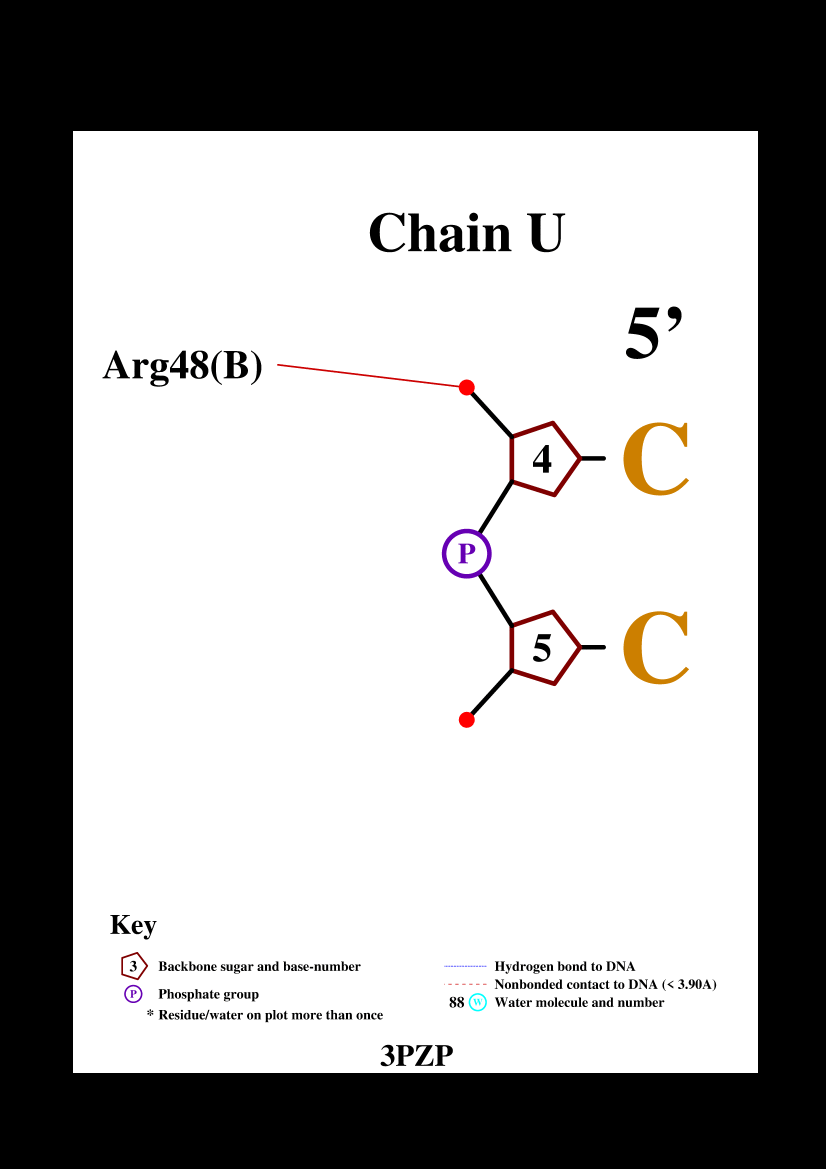 Chain U
5’
Arg48(B)
4
C
P
5
C
Key
3 Backbone sugar and base-number
P Phosphate group
* Residue/water on plot more than once
Hydrogen bond to DNA
Nonbonded contact to DNA (< 3.90A)
88 W Water molecule and number
3PZP